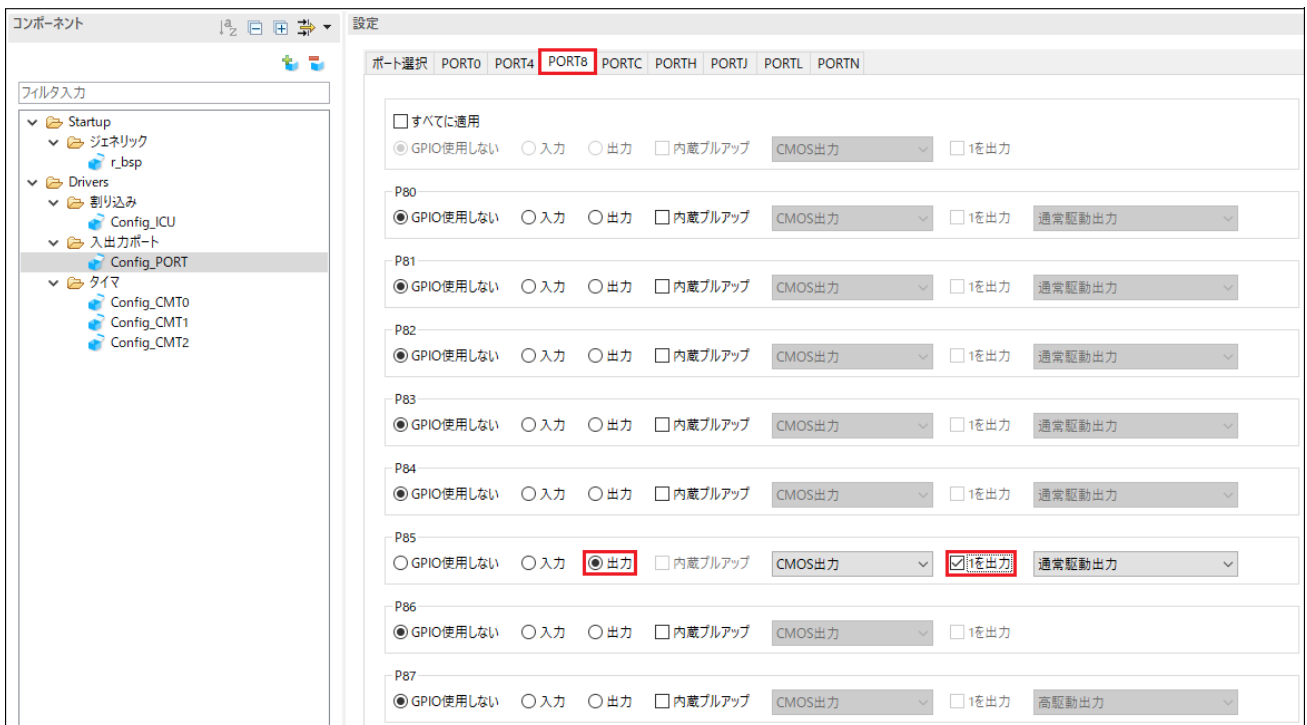 コンポーネント
設定
ポート選択 PORT0 PORT4 PORT8 PORTC PORTH PORTJ PORTL PORTN
フィルタ入力
Startup
ジェネリック
r_bsp
Drivers
割り込み
Config_ICU
入出力ポート
Config_PORT
タイマ
Config_CMT0
Config_CMT1
Config_CMT2
すべてに適用
GPIO使用しない 入力 出力 内蔵プルアップ CMOS出力 1を出力
P80
GPIO使用しない 入力 出力 内蔵プルアップ CMOS出力 1を出力 通常駆動出力
P81
GPIO使用しない 入力 出力 内蔵プルアップ CMOS出力 1を出力 通常駆動出力
P82
GPIO使用しない 入力 出力 内蔵プルアップ CMOS出力 1を出力 通常駆動出力
P83
GPIO使用しない 入力 出力 内蔵プルアップ CMOS出力 1を出力 通常駆動出力
P84
GPIO使用しない 入力 出力 内蔵プルアップ CMOS出力 1を出力 通常駆動出力
P85
GPIO使用しない 入力 出力 内蔵プルアップ CMOS出力 1を出力 通常駆動出力
P86
GPIO使用しない 入力 出力 内蔵プルアップ CMOS出力 1を出力
P87
GPIO使用しない 入力 出力 内蔵プルアップ CMOS出力 1を出力 高駆動出力